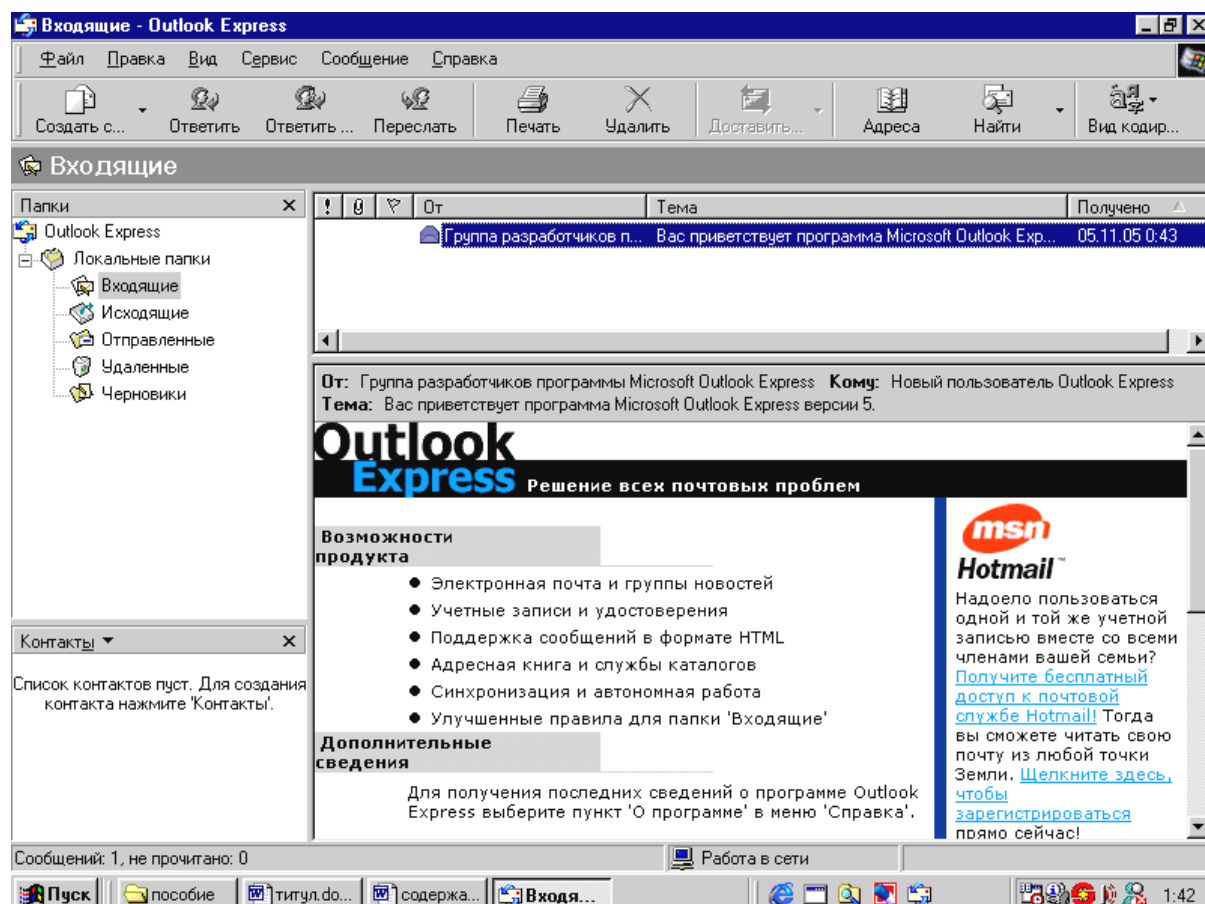 Входящие - Outlook Express
Файл Правка Вид Сервис Сообщение Справка
Создать с... Ответить Ответить ... Переслать Печать Удалить Доставить... Адреса Найти Вид кодир...
Входящие
Папки
Outlook Express
Локальные папки
Входящие
Исходящие
Отправленные
Удаленные
Черновики
Контакты
Список контактов пуст. Для создания
контакта нажмите 'Контакты'.
! От Тема Получено
Группа разработчиков п... Вас приветствует программа Microsoft Outlook Exp... 05.11.05 0:43
От: Группа разработчиков программы Microsoft Outlook Express Кому: Новый пользователь Outlook Express
Тема: Вас приветствует программа Microsoft Outlook Express версии 5.
Outlook
Express Решение всех почтовых проблем
Возможности
продукта
Электронная почта и группы новостей
Учетные записи и удостоверения
Поддержка сообщений в формате HTML
Адресная книга и службы каталогов
Синхронизация и автономная работа
Улучшенные правила для папки 'Входящие'
Дополнительные
сведения
Для получения последних сведений о программе Outlook
Express выберите пункт 'О программе' в меню 'Справка'.
msn
Hotmail™
Надоело пользоваться
одной и той же учетной
записью вместе со всеми
членами вашей семьи?
Получите бесплатный
доступ к почтовой
службе Hotmail! Тогда
вы сможете читать свою
почту из любой точки
Земли. Щелкните здесь,
чтобы
зарегистрироваться
прямо сейчас!
Сообщений: 1, не прочитано: 0 Работа в сети
Пуск пособие титул.do... содержа... Входя... 1:42